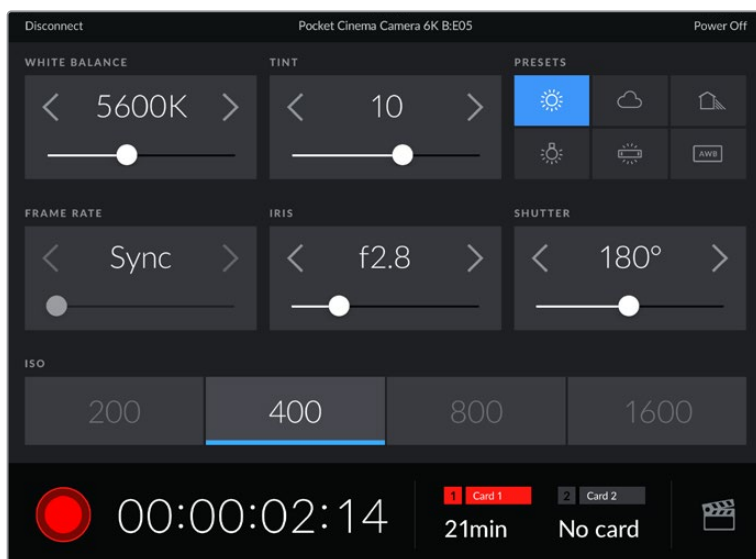 Disconnect Pocket Cinema Camera 6K B:E05 Power Off
WHITE BALANCE TINT PRESETS
< 5600K > < 10 >
AWB
FRAME RATE IRIS SHUTTER
< Sync > < f2.8 > < 180° >
ISO
200 400 800 1600
1 Card 1 2 Card 2
00:00:02:14 21min No card